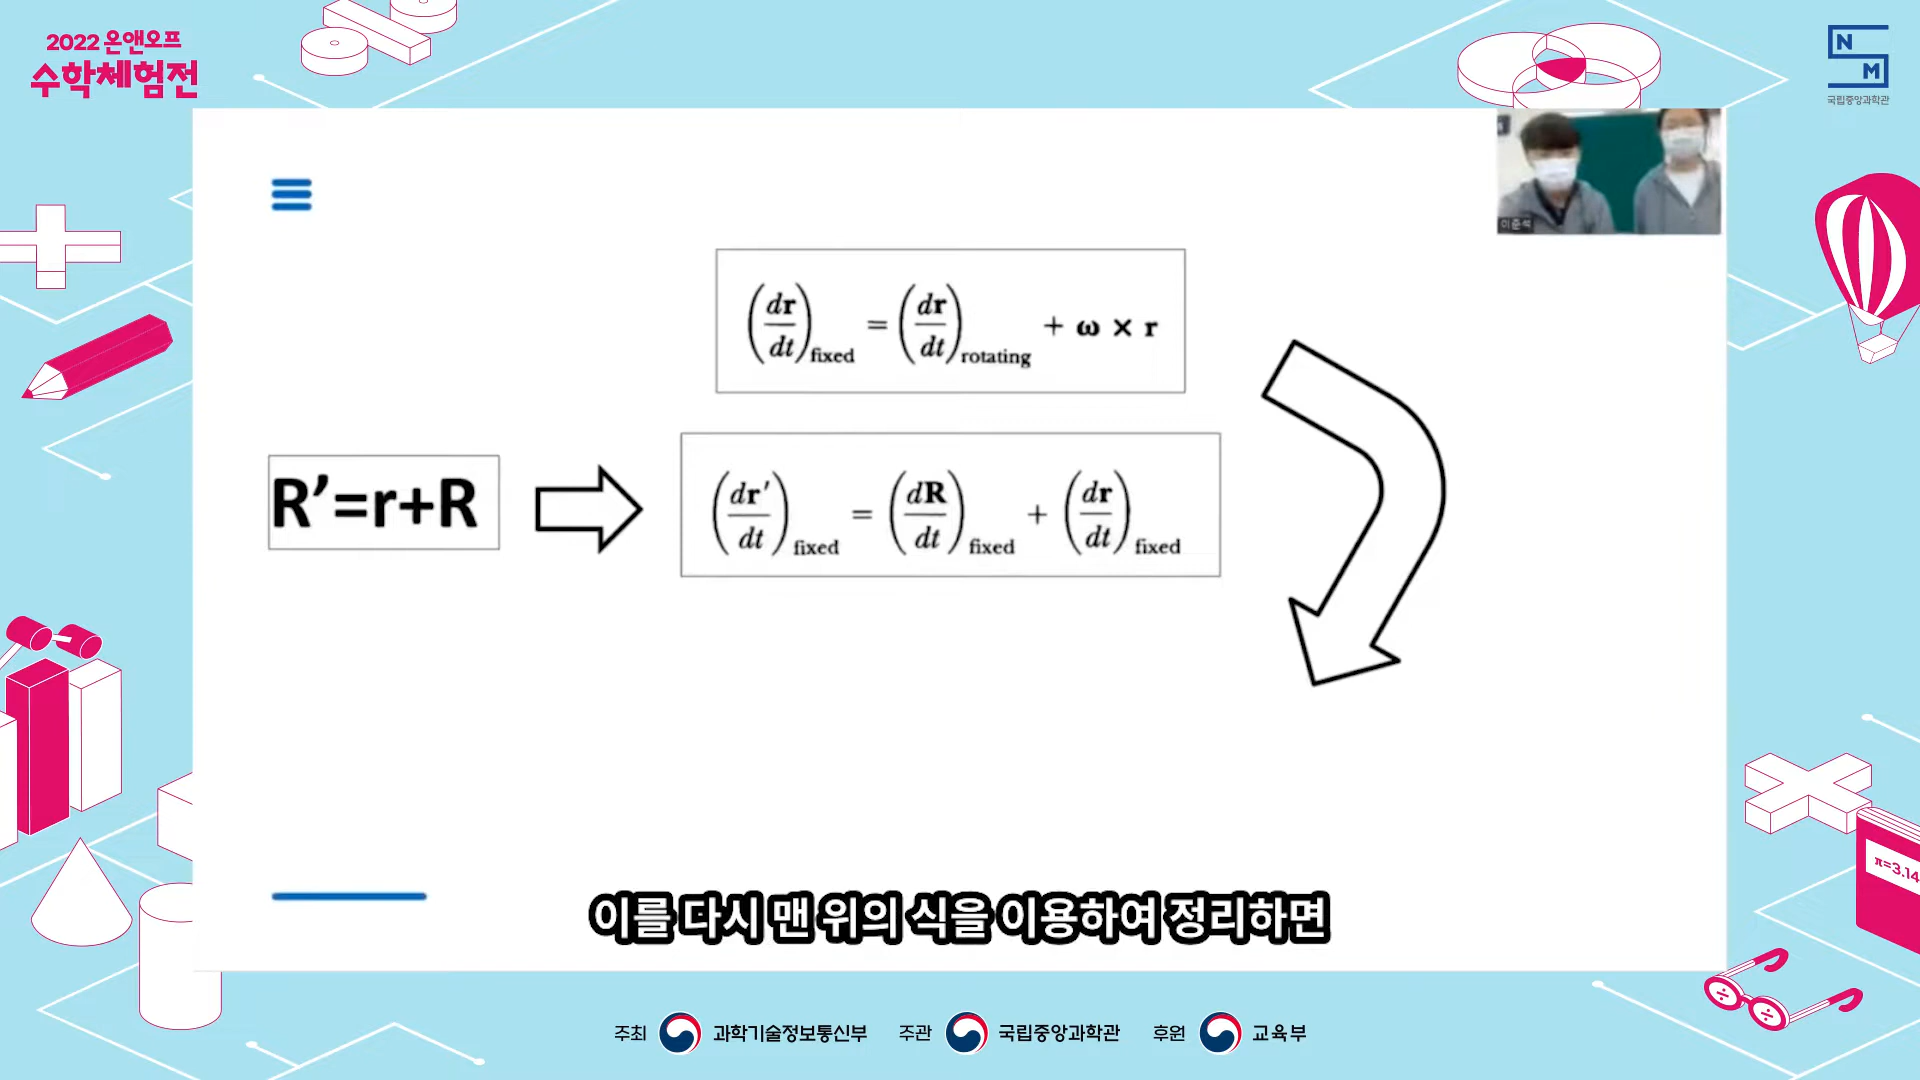 2022 온앤오프
수학체험전
N
M
국립중앙과학관
이준석
(dr/dt)fixed = (dr/dt)rotating + ω × r
R'=r+R
(dr'/dt)fixed = (dR/dt)fixed + (dr/dt)fixed
π=3.14
이를 다시 맨 위의 식을 이용하여 정리하면
주최 과학기술정보통신부 주관 국립중앙과학관 후원 교육부